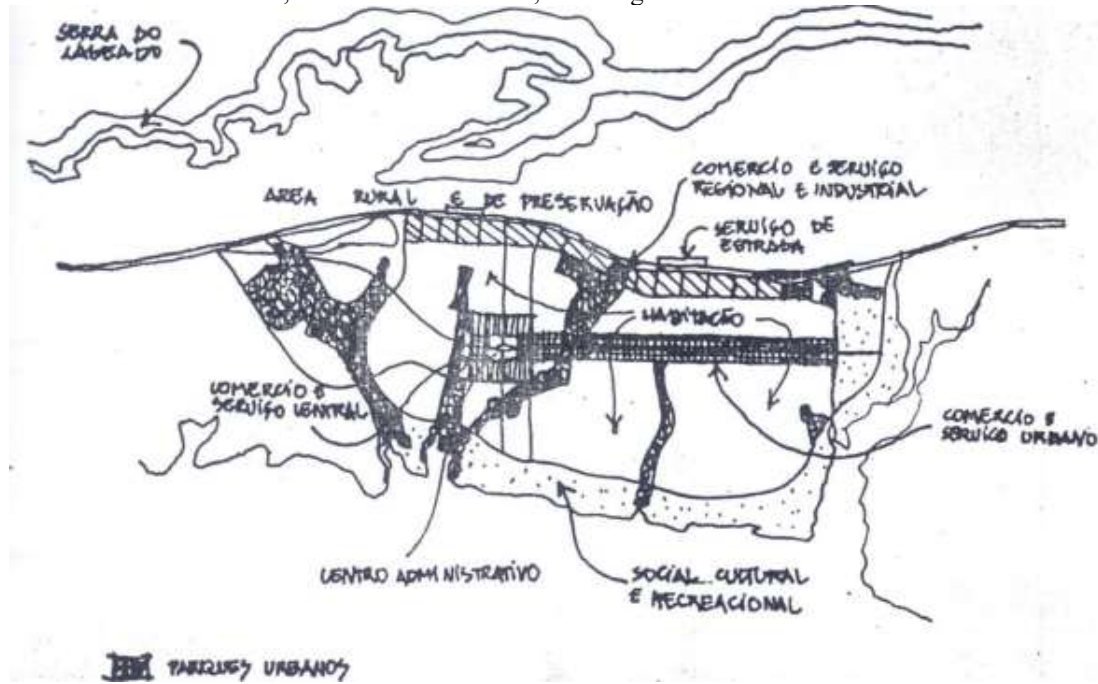 SERRA DO
LAGEADO
AREA RURAL E DE PRESERVAÇÃO
COMERCIO E SERVIÇO
REGIONAL E INDUSTRIAL
SERVIÇO DE
ESTRADA
HABITAÇÃO
COMERCIO E
SERVIÇO CENTRAL
COMERCIO E
SERVICO URBANO
CENTRO ADMINISTRATIVO
SOCIAL CULTURAL
E RECREACIONAL
PARQUES URBANOS